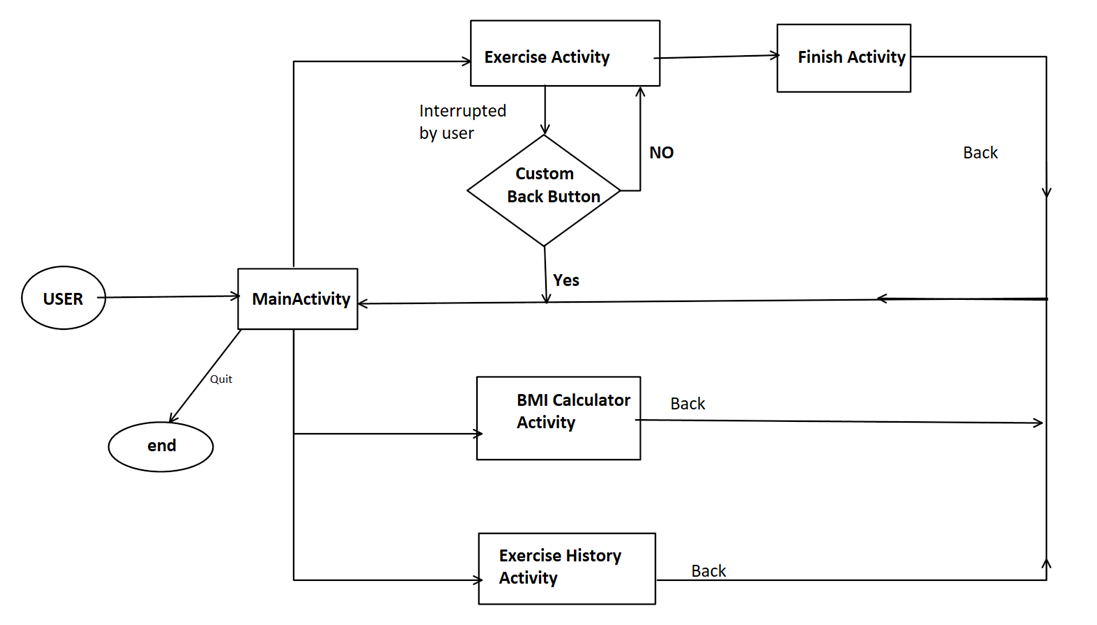 Exercise Activity
Finish Activity
Interrupted
by user
NO
Back
Custom
Back Button
Yes
USER
MainActivity
Quit
end
BMI Calculator
Activity
Back
Exercise History
Activity
Back